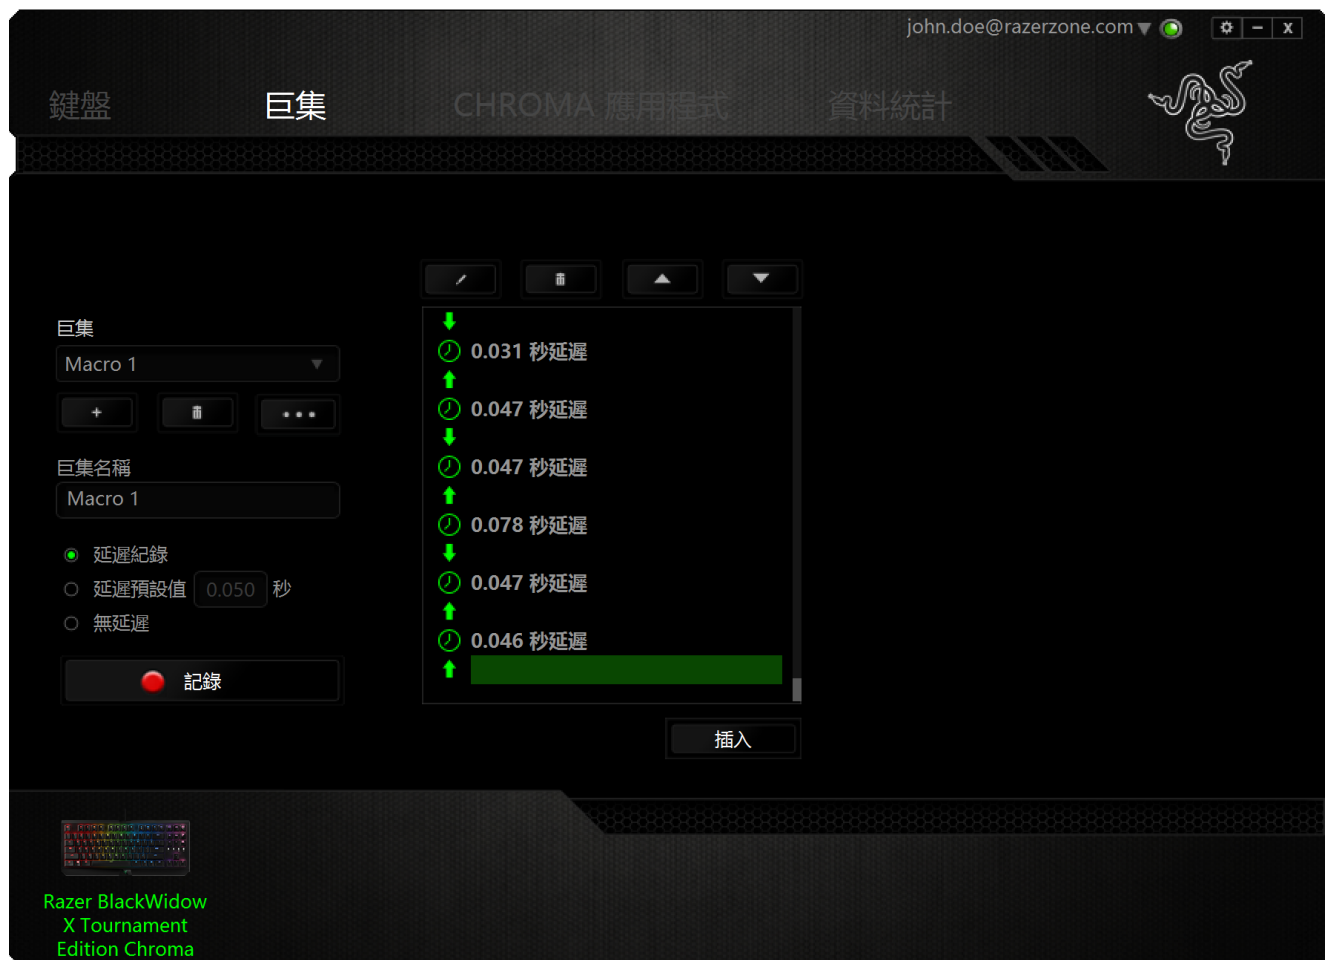 john.doe@razerzone.com
鍵盤 巨集 CHROMA 應用程式 資料統計
巨集
Macro 1
巨集名稱
Macro 1
延遲紀錄
延遲預設值 0.050 秒
無延遲
記錄
0.031 秒延遲
0.047 秒延遲
0.047 秒延遲
0.078 秒延遲
0.047 秒延遲
0.046 秒延遲
插入
Razer BlackWidow
X Tournament
Edition Chroma